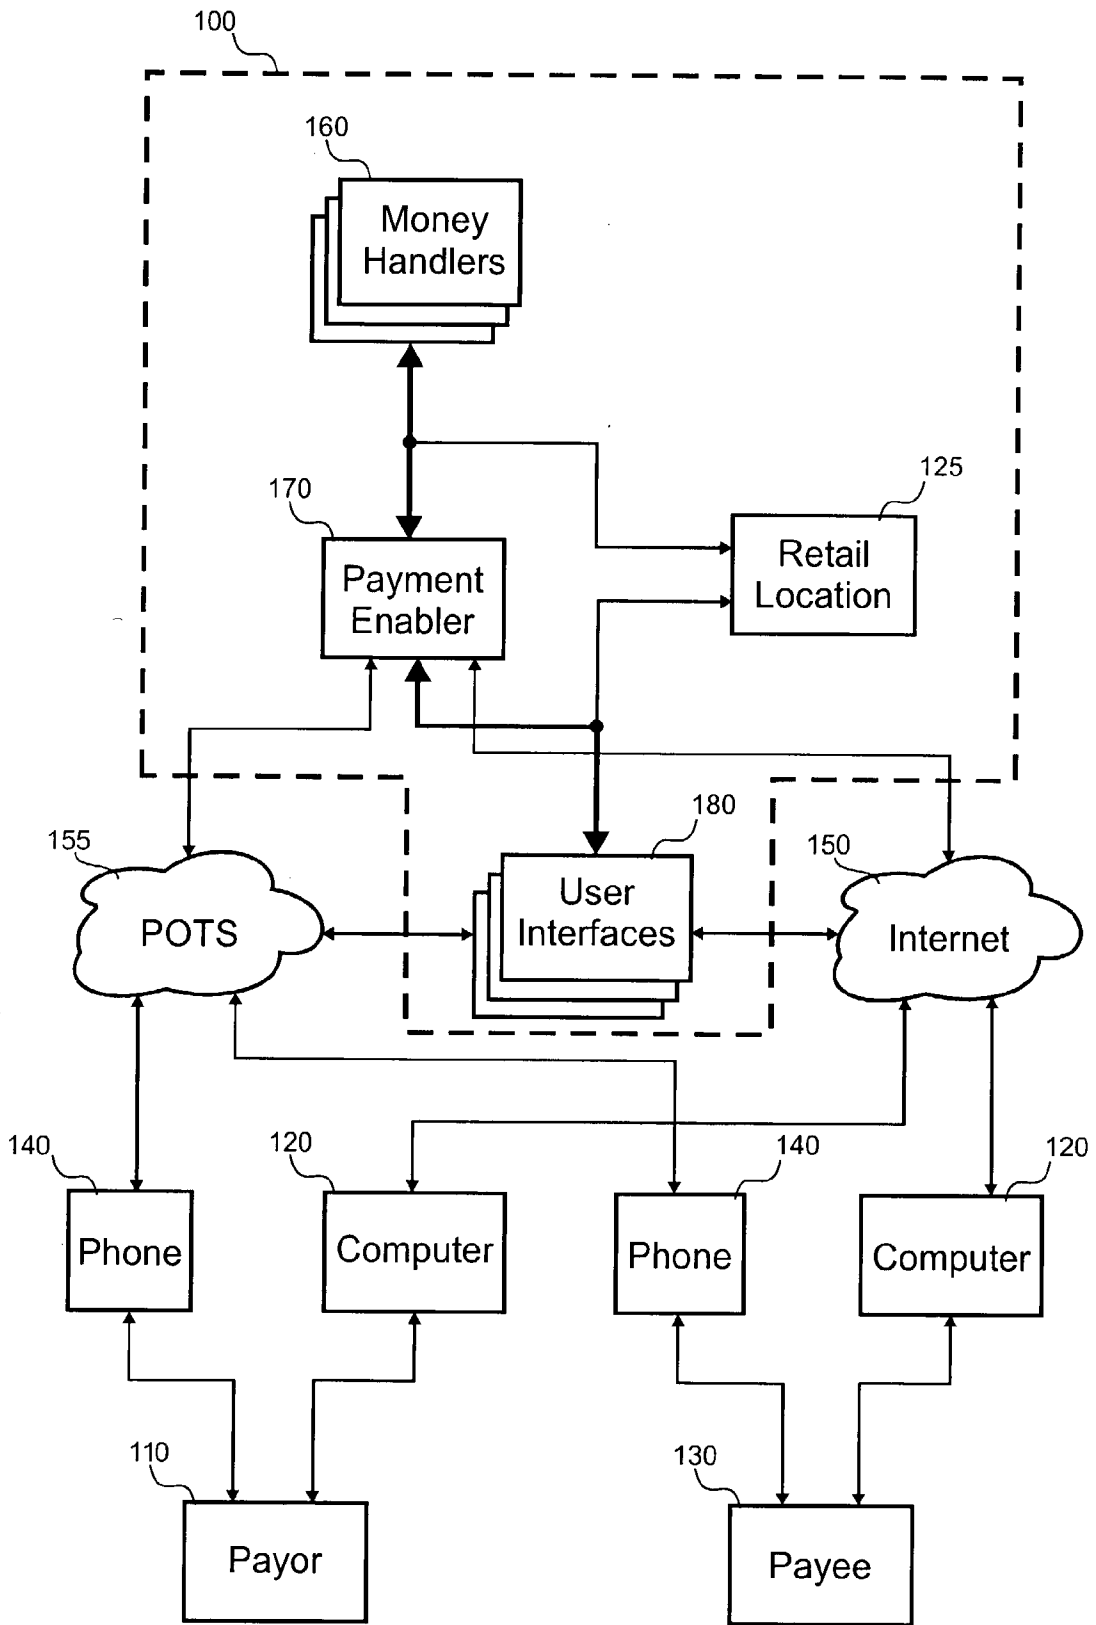 100
160
Money
Handlers
170
Payment
Enabler
125
Retail
Location
155
POTS
180
User
Interfaces
150
Internet
140
Phone
120
Computer
140
Phone
120
Computer
110
Payor
130
Payee